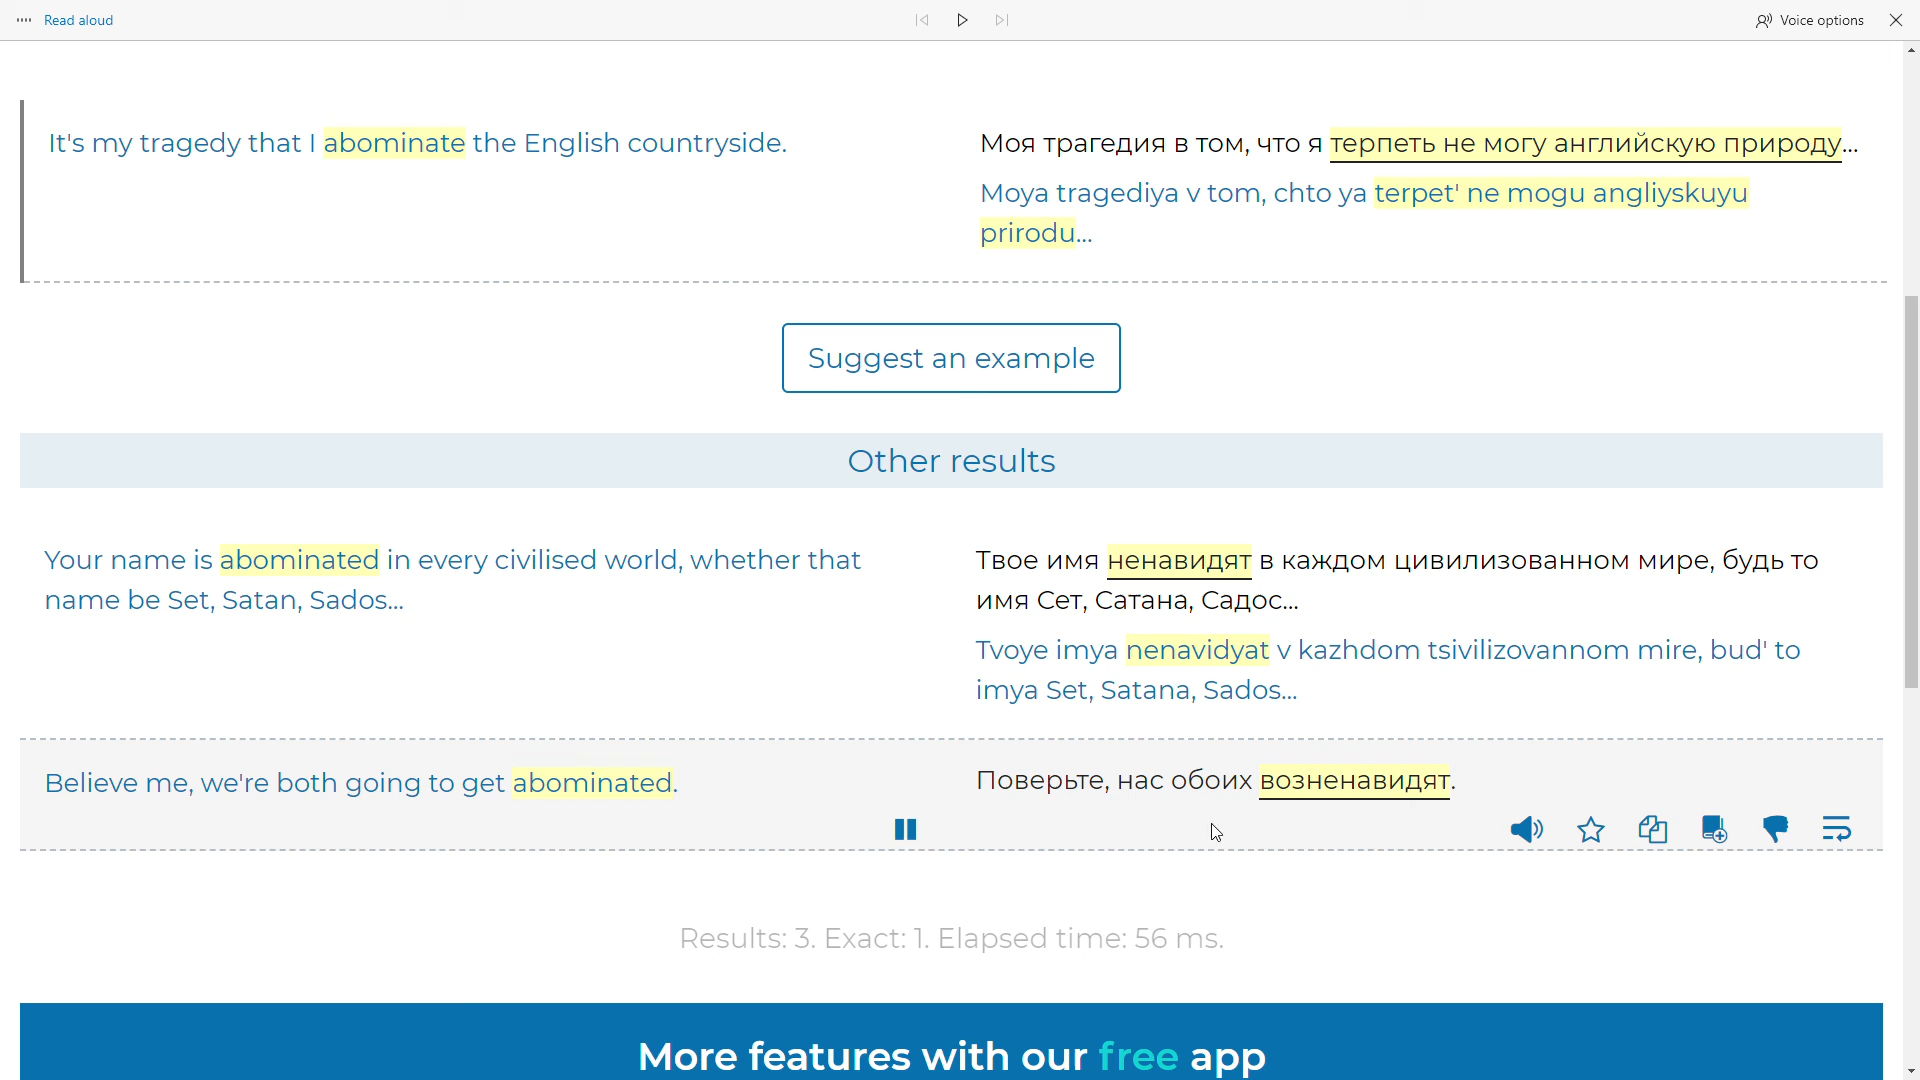 Read aloud
Voice options
It's my tragedy that I abominate the English countryside.
Моя трагедия в том, что я терпеть не могу английскую природу...
Moya tragediya v tom, chto ya terpet' ne mogu angliyskuyu
prirodu...
Suggest an example
Other results
Your name is abominated in every civilised world, whether that
name be Set, Satan, Sados...
Твое имя ненавидят в каждом цивилизованном мире, будь то
имя Сет, Сатана, Садос...
Tvoye imya nenavidyat v kazhdom tsivilizovannom mire, bud' to
imya Set, Satana, Sados...
Believe me, we're both going to get abominated.
Поверьте, нас обоих возненавидят.
Results: 3. Exact: 1. Elapsed time: 56 ms.
More features with our free app